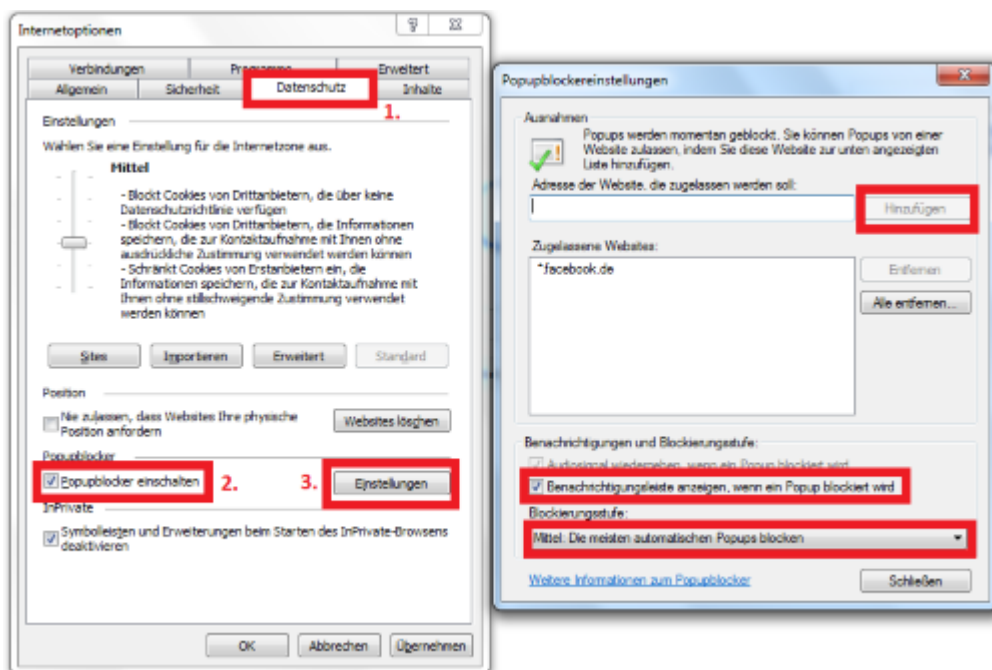 Internetoptionen
Verbindungen
Programme
Erweitert
Allgemein
Sicherheit
Datenschutz
Inhalte
1.
Einstellungen
Wählen Sie eine Einstellung für die Internetzone aus.
Mittel
- Blockt Cookies von Drittanbietern, die über keine
Datenschutzrichtlinie verfügen
- Blockt Cookies von Drittanbietern, die Informationen
speichern, die zur Kontaktaufnahme mit Ihnen ohne
ausdrückliche Zustimmung verwendet werden können
- Schränkt Cookies von Erstanbietern ein, die
Informationen speichern, die zur Kontaktaufnahme mit
Ihnen ohne stillschweigende Zustimmung verwendet
werden können
Sites
Importieren
Erweitert
Standard
Position
Nie zulassen, dass Websites Ihre physische
Position anfordern
Websites löschen
Popupblocker
Popupblocker einschalten
2.
3.
Einstellungen
InPrivate
Symbolleisten und Erweiterungen beim Starten des InPrivate-Browsens
deaktivieren
OK
Abbrechen
Übernehmen
Popupblockereinstellungen
Ausnahmen
Popups werden momentan geblockt. Sie können Popups von einer
Website zulassen, indem Sie diese Website zur unten angezeigten
Liste hinzufügen.
Adresse der Website, die zugelassen werden soll:
Hinzufügen
Zugelassene Websites:
*.facebook.de
Entfernen
Alle entfernen...
Benachrichtigungen und Blockierungsstufe:
Audiosignal wiedergeben, wenn ein Popup blockiert wird
Benachrichtigungsleiste anzeigen, wenn ein Popup blockiert wird
Blockierungsstufe:
Mittel: Die meisten automatischen Popups blocken
Weitere Informationen zum Popupblocker
Schließen